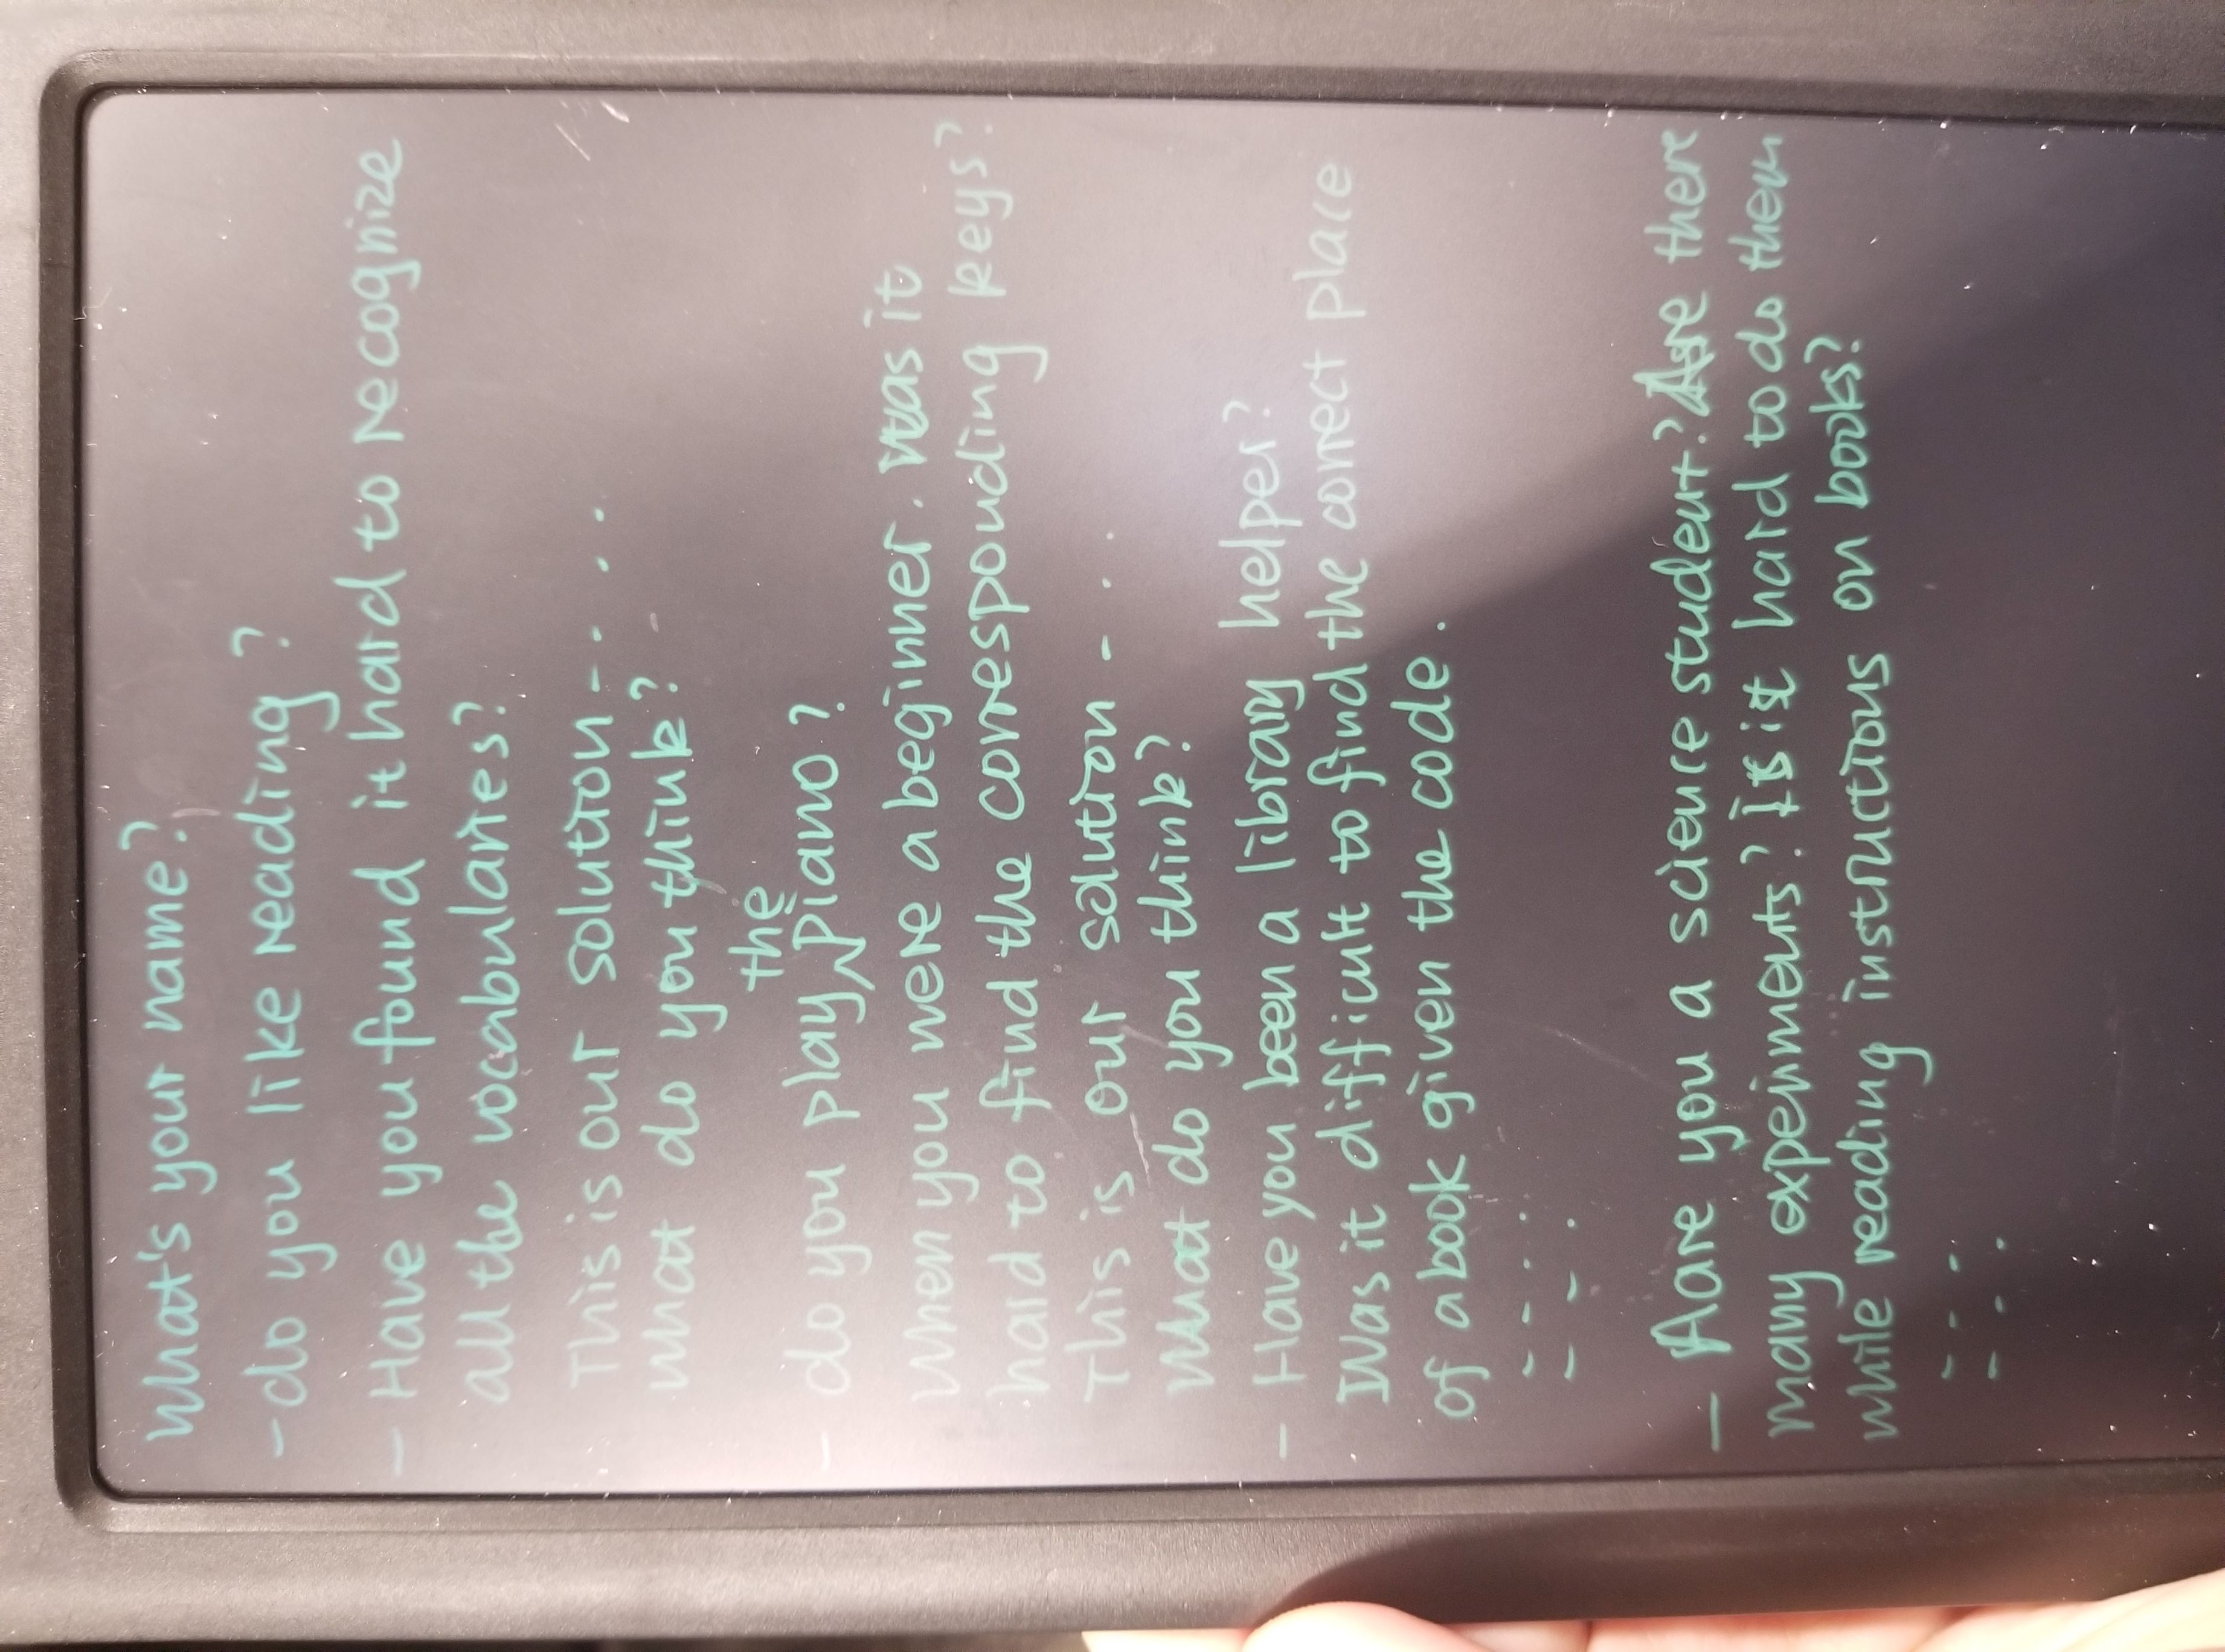 What's your name?
- do you like reading?
- Have you found it hard to recognize
all the vocabularies?
This is our solution - - . .
what do you think?
the
- do you play ^ piano?
When you were a beginner. Was it
hard to find the corresponding keys?
This is our solution - . . .
What do you think?
- Have you been a library helper?
Was it difficult to find the correct place
of a book given the code.
- - . .
- - .
- Aare you a science student? Are there
many experiments? Is it hard to do them
while reading instructions on books?
- - -
- - .